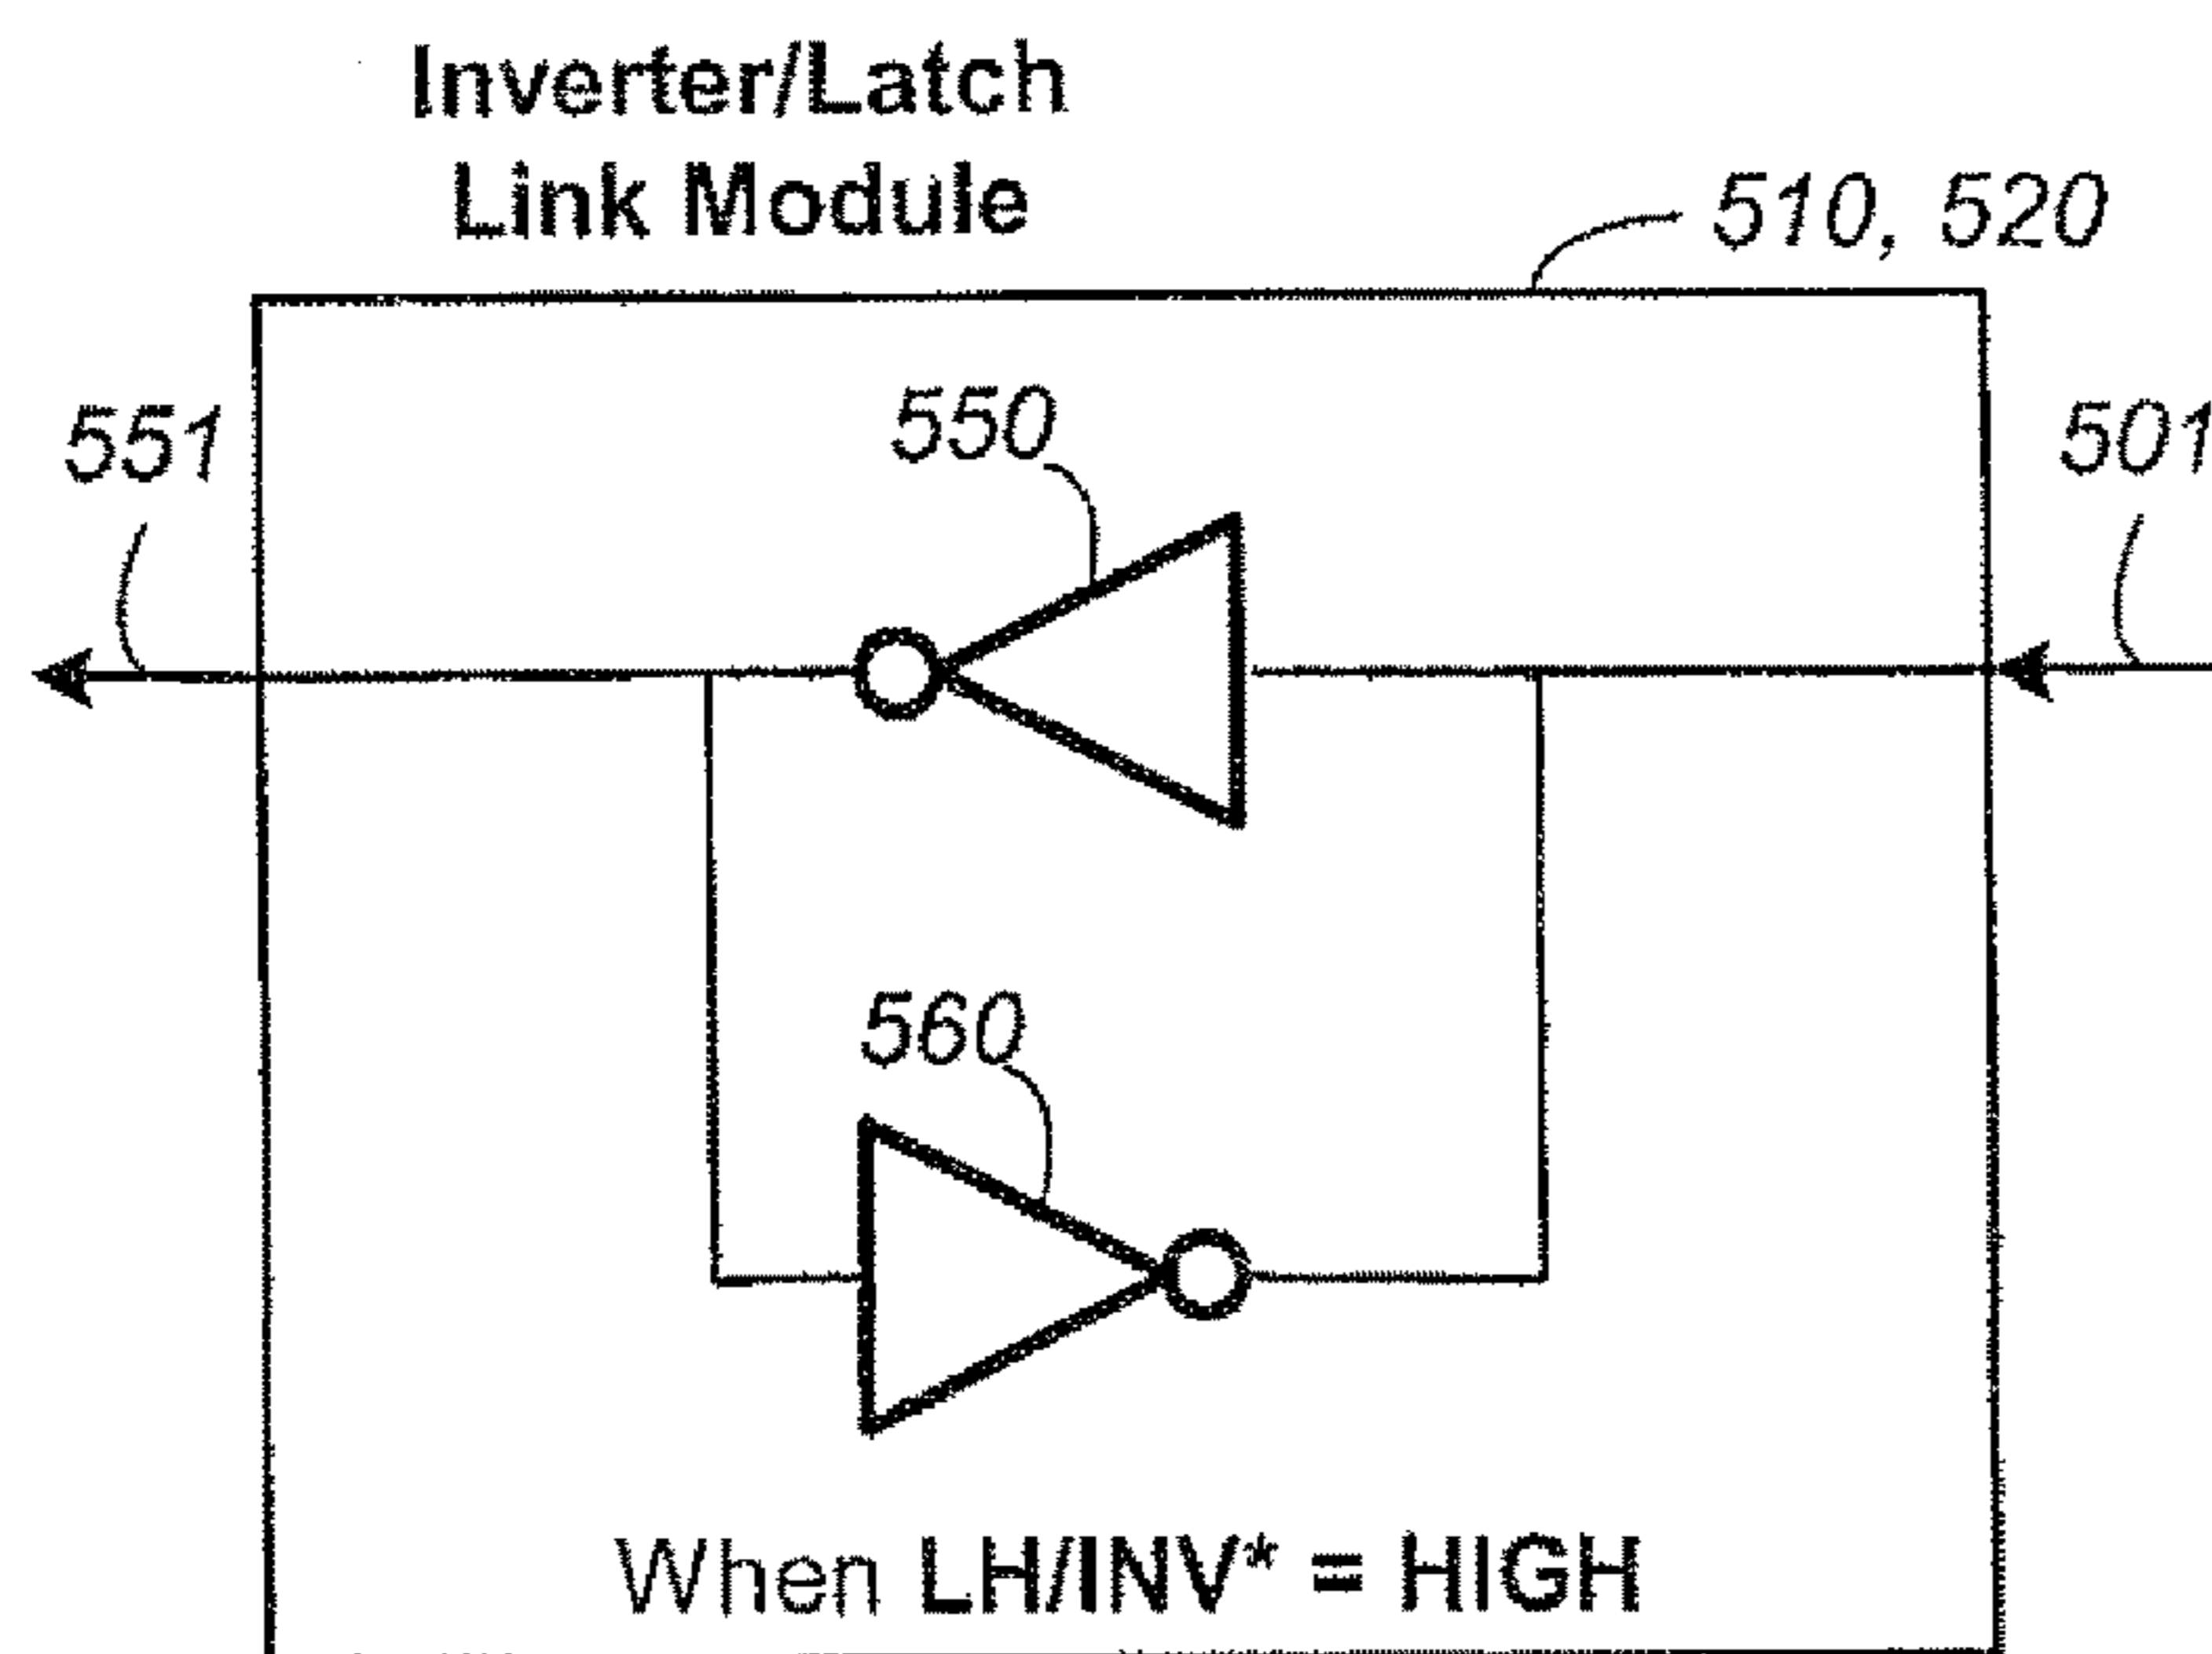 Inverter/Latch
Link Module
510, 520
551
550
501
560
When LH/INV* = HIGH